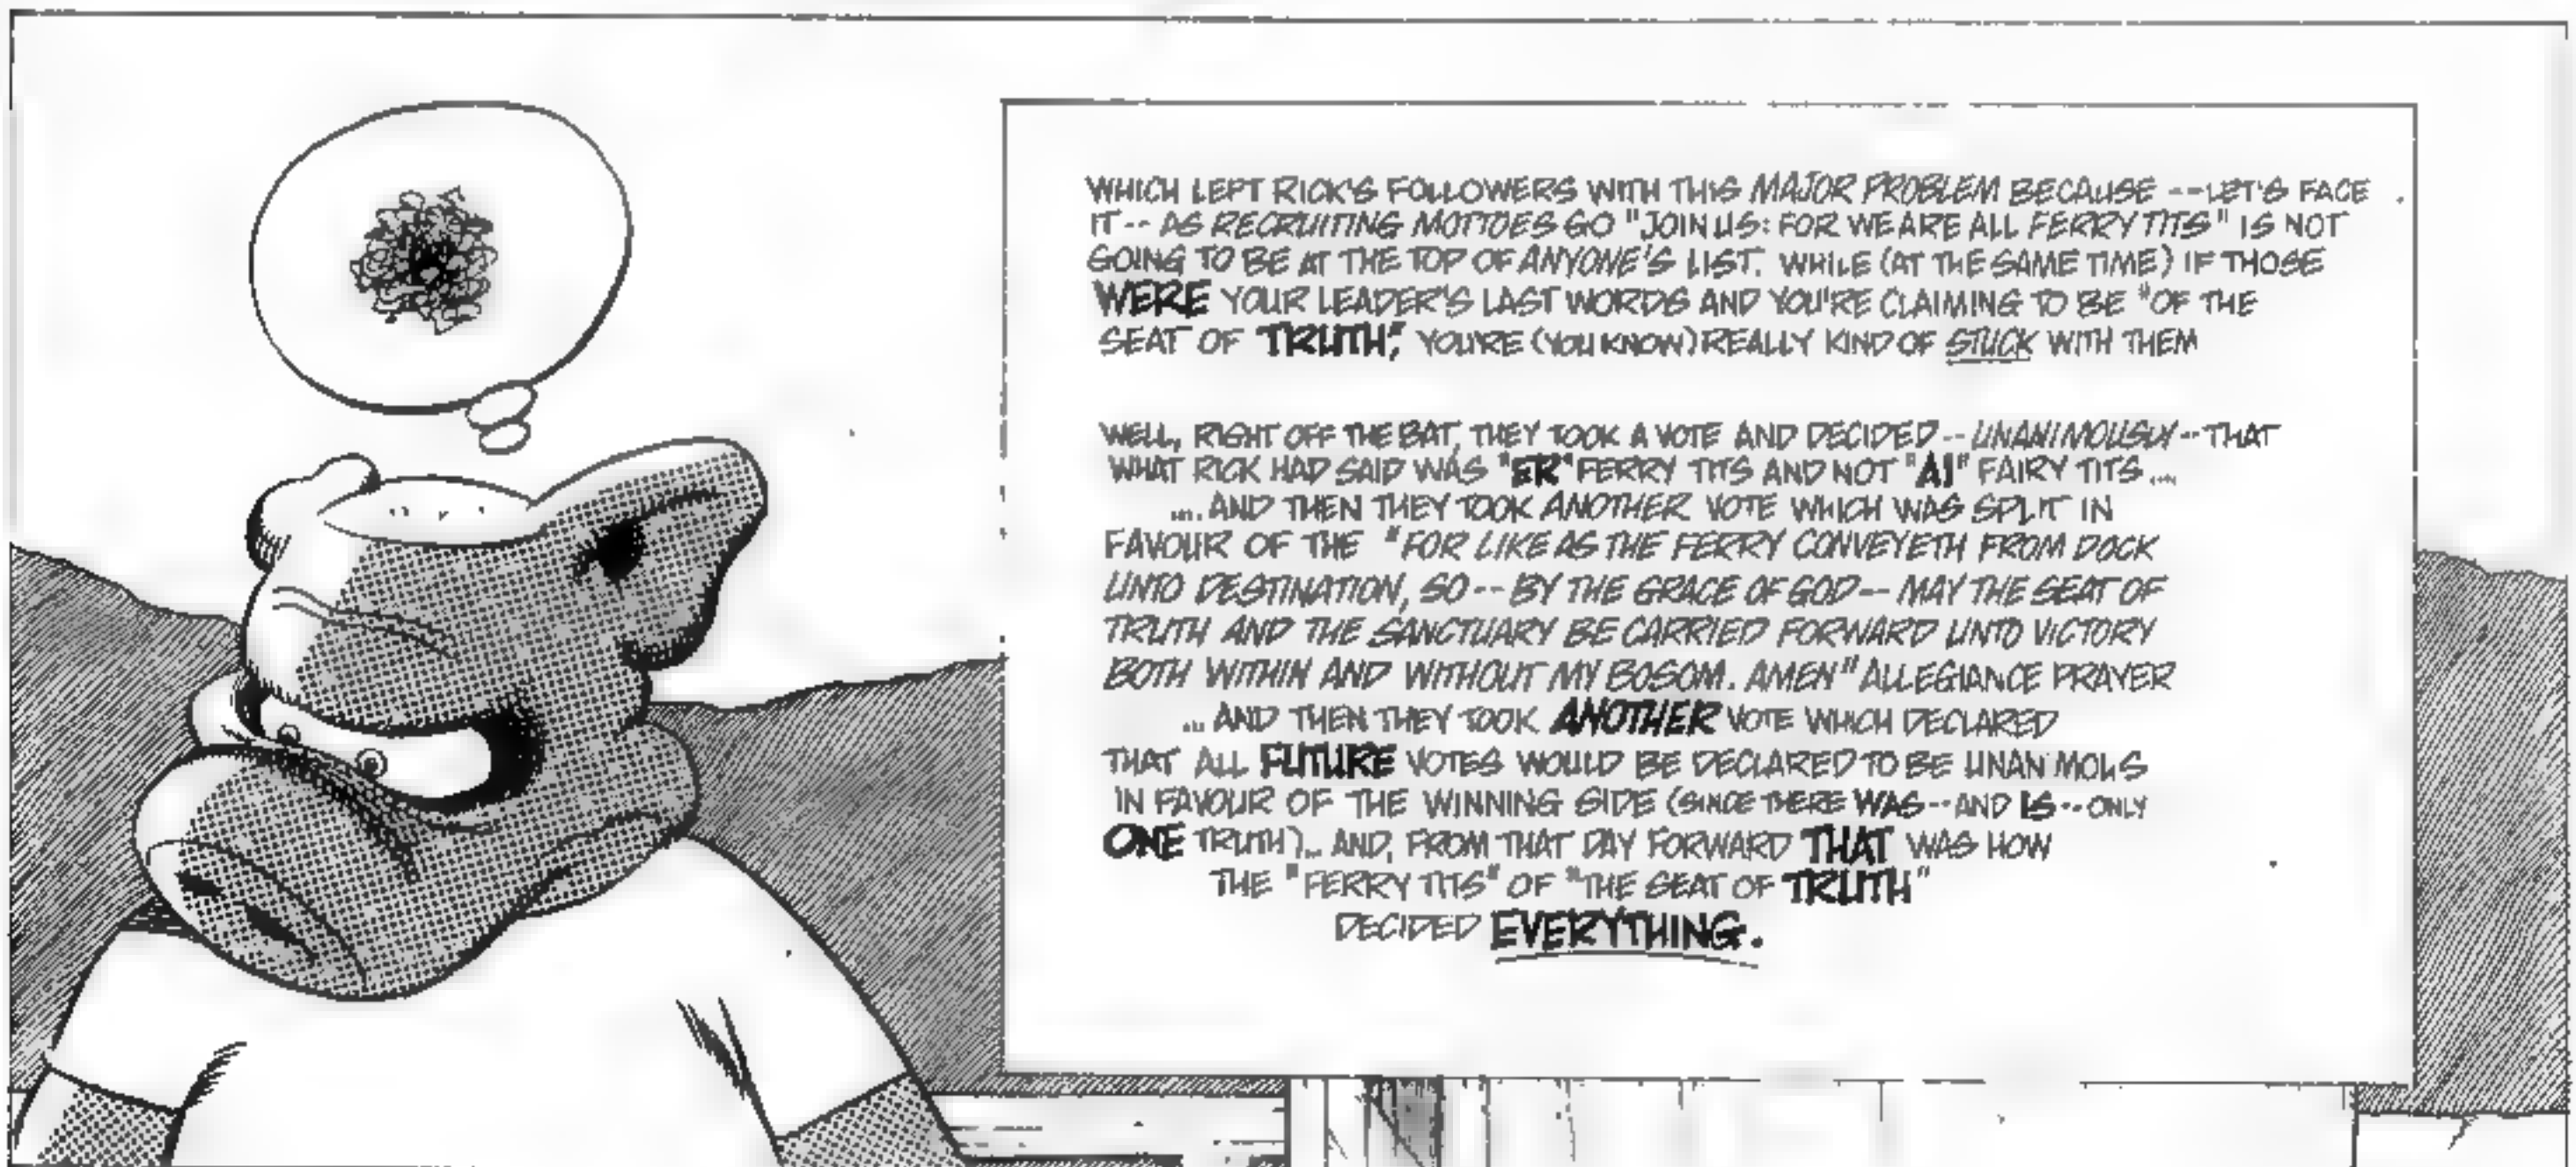 WHICH LEFT RICK'S FOLLOWERS WITH THIS MAJOR PROBLEM BECAUSE -- LET'S FACE
IT -- AS RECRUITING MOTTOES GO "JOIN US: FOR WE ARE ALL FERRY TITS" IS NOT
GOING TO BE AT THE TOP OF ANYONE'S LIST. WHILE (AT THE SAME TIME) IF THOSE
WERE YOUR LEADER'S LAST WORDS AND YOU'RE CLAIMING TO BE "OF THE
SEAT OF TRUTH", YOU'RE (YOU KNOW) REALLY KIND OF STUCK WITH THEM
WELL, RIGHT OFF THE BAT, THEY TOOK A VOTE AND DECIDED -- UNANIMOUSLY -- THAT
WHAT RICK HAD SAID WAS "ER" FERRY TITS AND NOT "AI" FAIRY TITS ...
... AND THEN THEY TOOK ANOTHER VOTE WHICH WAS SPLIT IN
FAVOUR OF THE "FOR LIKE AS THE FERRY CONVEYETH FROM DOCK
UNTO DESTINATION, SO -- BY THE GRACE OF GOD -- MAY THE SEAT OF
TRUTH AND THE SANCTUARY BE CARRIED FORWARD UNTO VICTORY
BOTH WITHIN AND WITHOUT MY BOSOM. AMEN" ALLEGIANCE PRAYER
... AND THEN THEY TOOK ANOTHER VOTE WHICH DECLARED
THAT ALL FUTURE VOTES WOULD BE DECLARED TO BE UNANIMOUS
IN FAVOUR OF THE WINNING SIDE (SINCE THERE WAS -- AND IS -- ONLY
ONE TRUTH)... AND, FROM THAT DAY FORWARD THAT WAS HOW
THE "FERRY TITS" OF "THE SEAT OF TRUTH"
DECIDED EVERYTHING.